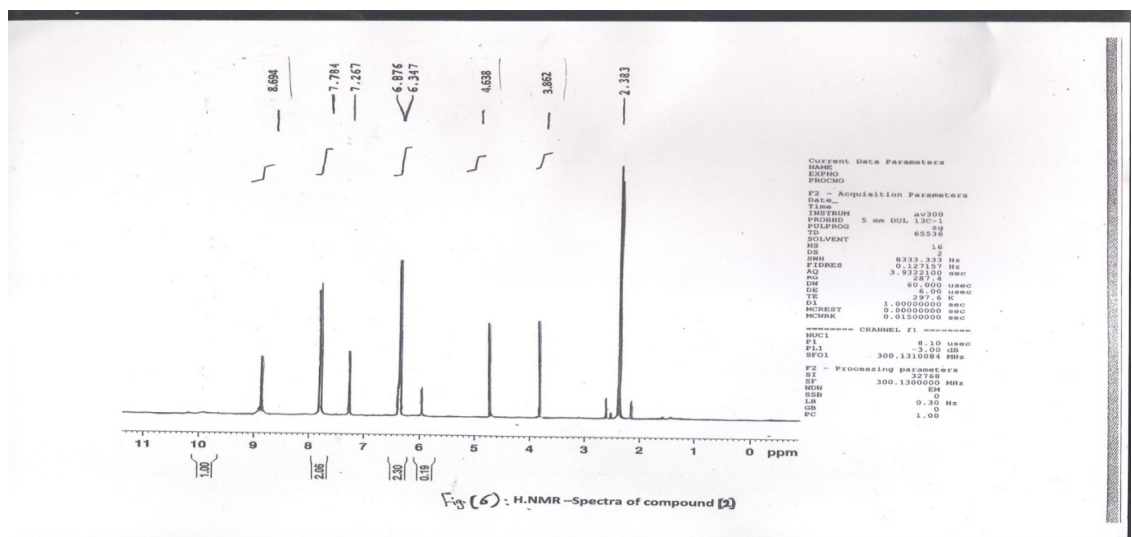 8.694
7.784
7.267
6.876
6.347
4.638
3.862
2.383
Current Data Parameters
NAME
EXPNO
PROCNO
F2 - Acquisition Parameters
Date_
Time
INSTRUM av300
PROBHD 5 mm DUL 13C-1
PULPROG zg
TD 65536
SOLVENT
NS 16
DS 2
SWH 8333.333 Hz
FIDRES 0.127157 Hz
AQ 3.9322100 sec
RG 287.4
DW 60.000 usec
DE 6.00 usec
TE 297.6 K
D1 1.00000000 sec
MCREST 0.00000000 sec
MCWRK 0.01500000 sec
======== CHANNEL f1 ========
NUC1
P1 8.10 usec
PL1 -3.00 dB
SFO1 300.1310084 MHz
F2 - Processing parameters
SI 32768
SF 300.1300000 MHz
WDW EM
SSB 0
LB 0.30 Hz
GB 0
PC 1.00
11 10 9 8 7 6 5 4 3 2 1 0 ppm
1.00 2.06 2.30 0.19
Fig.(6): H.NMR –Spectra of compound [2]